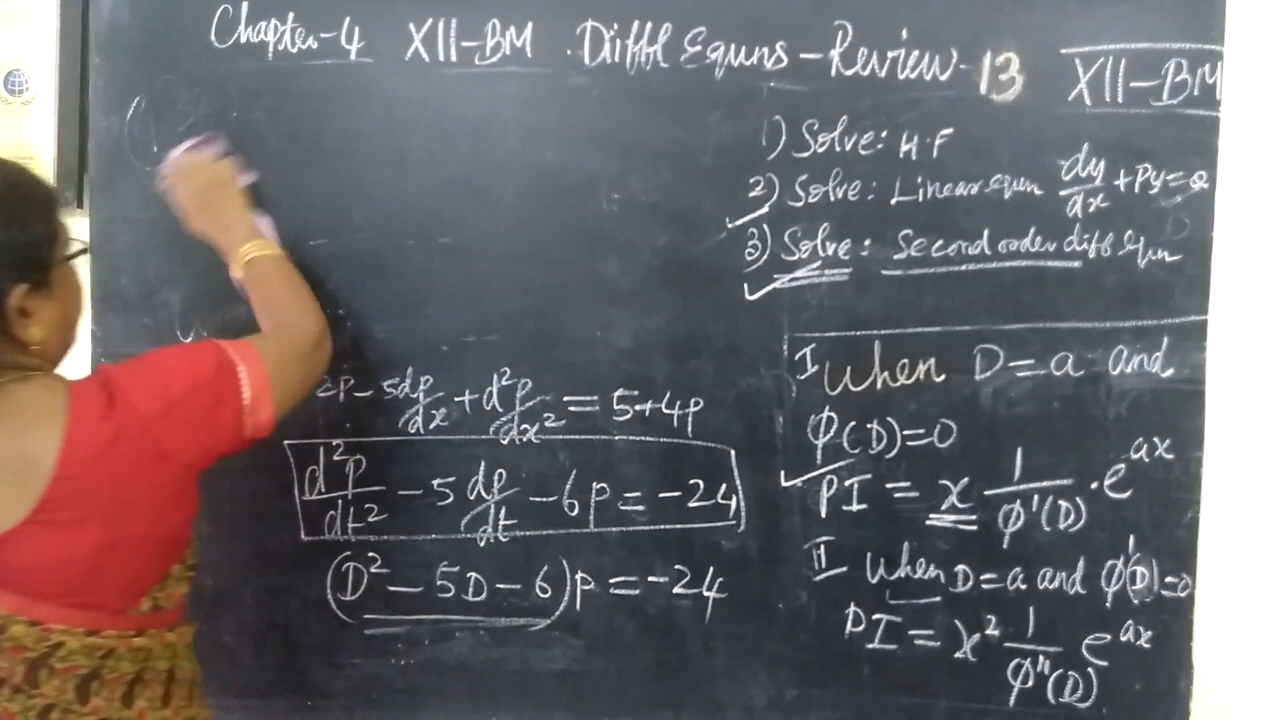 Chapter-4 XII-BM . Diffl Equns - Review - 13
XII-BM
1) Solve: H.F
2) Solve: Linear equn dy/dx + Py = Q
3) Solve: Second order diff Equn
2P - 5dp/dx + d²p/dx² = 5+4p
d²p/dt² - 5 dp/dt - 6p = -24
(D² - 5D - 6)p = -24
I When D = a and
φ(D)=0
PI = x 1/φ'(D) . e^ax
II When D = a and φ'(D)=0
PI = x² 1/φ''(D) e^ax